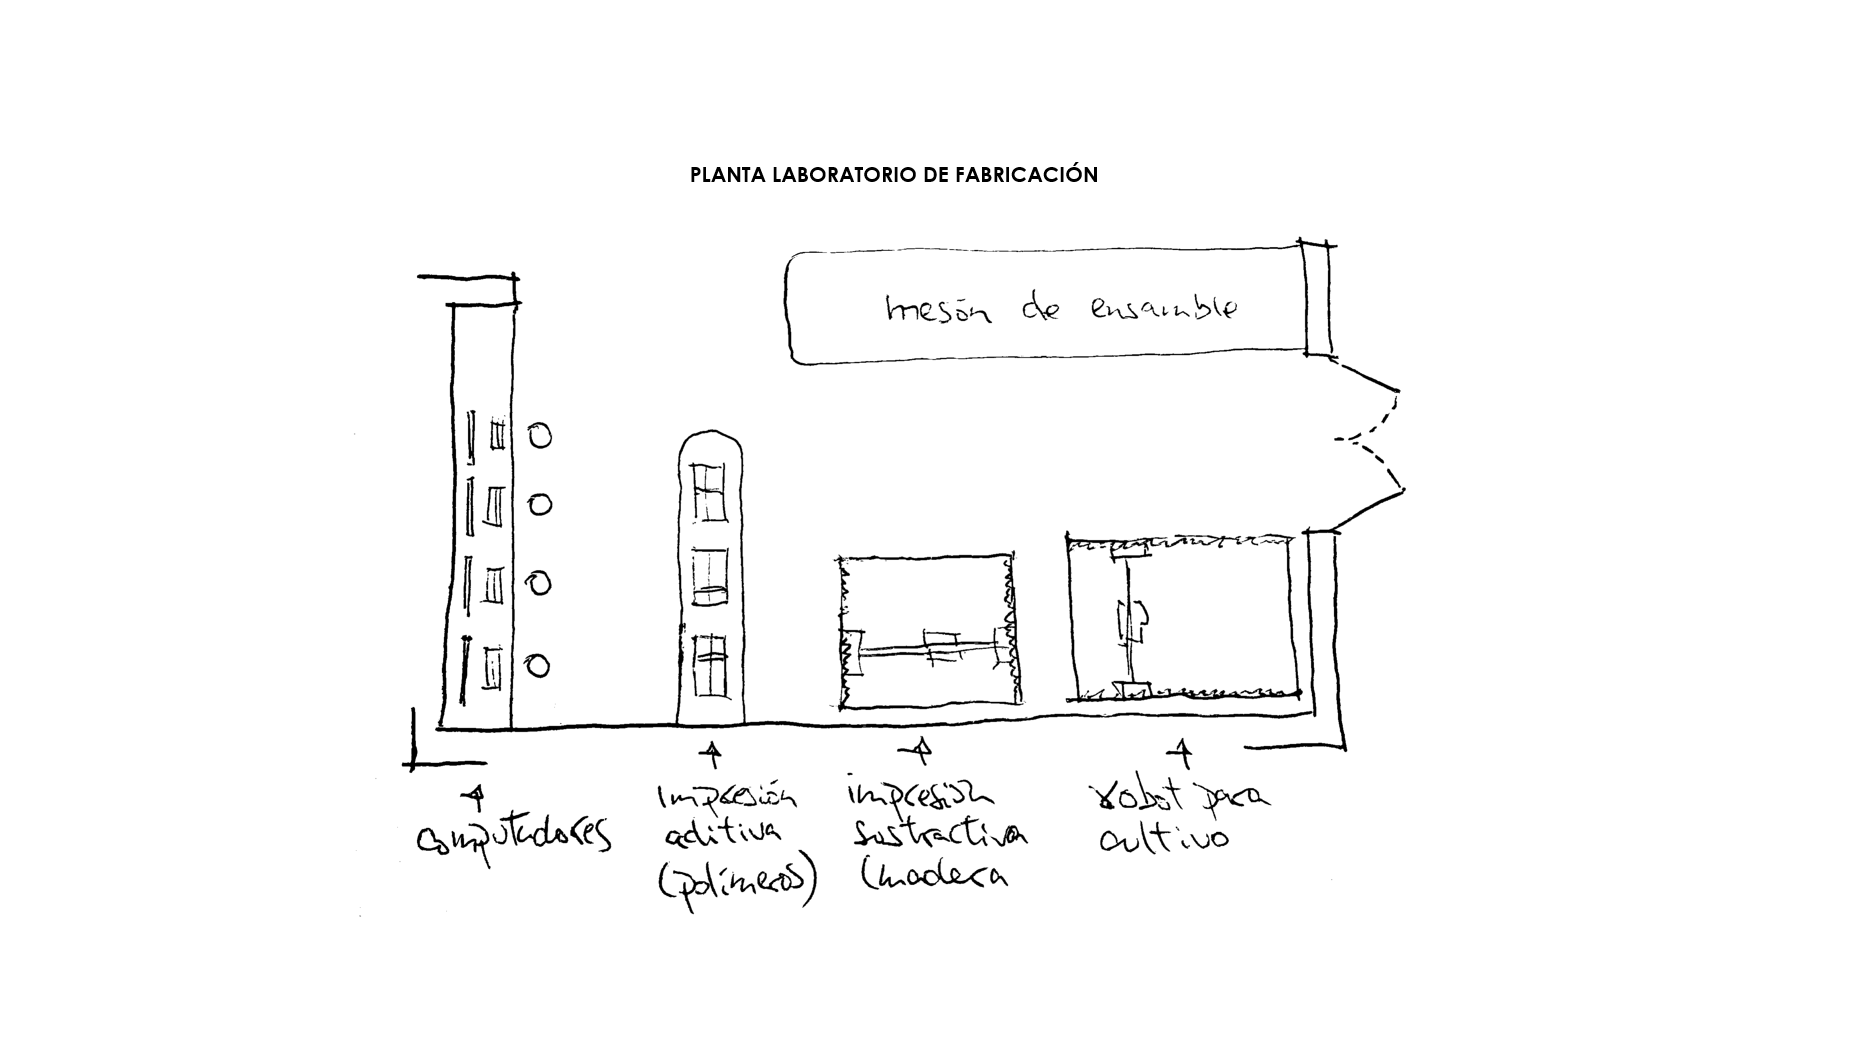 PLANTA LABORATORIO DE FABRICACIÓN
mesón de ensamble
computadores
Impresión
aditiva
(polímeros)
impresión
sustractiva
(madera
robot para
cultivo